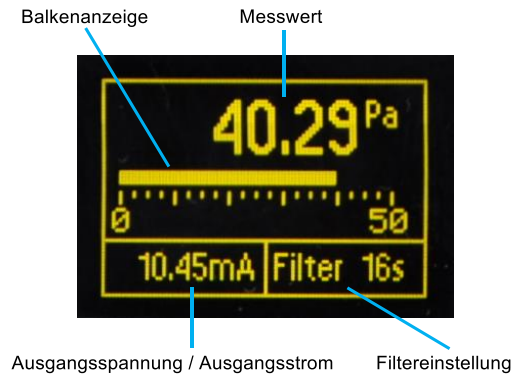 Balkenanzeige Messwert
40.29 Pa
0 50
10.45mA Filter 16s
Ausgangsspannung / Ausgangsstrom Filtereinstellung